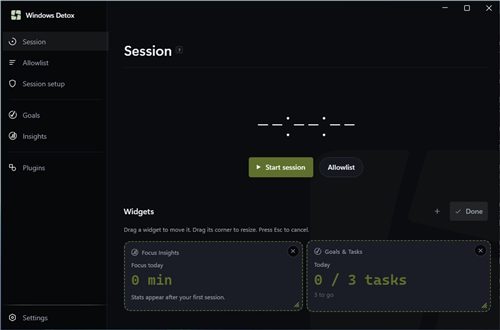 Windows Detox
Session
Allowlist
Session setup
Goals
Insights
Plugins
Settings
Session
--:--:--
Start session
Allowlist
Widgets
+
Done
Drag a widget to move it. Drag its corner to resize. Press Esc to cancel.
Focus Insights
Focus today
0 min
Stats appear after your first session.
Goals & Tasks
Today
0 / 3 tasks
3 to go